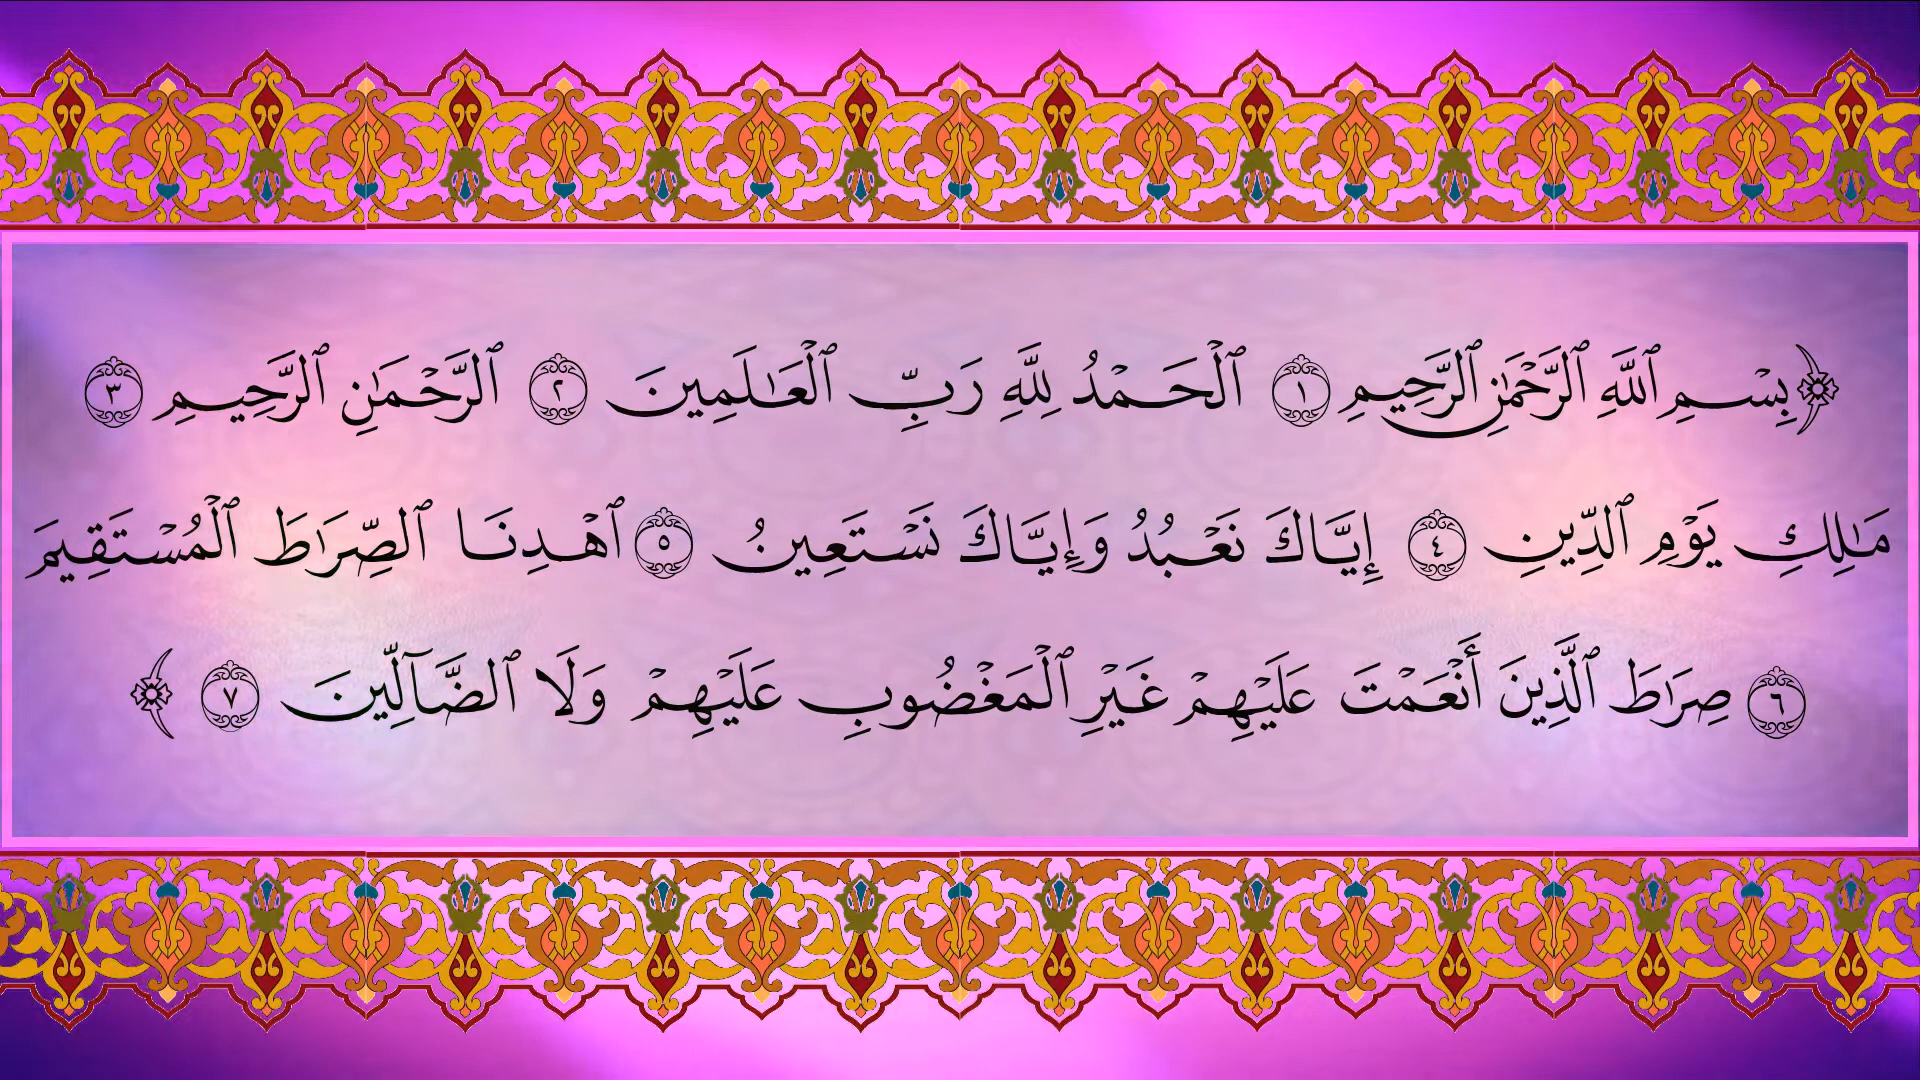 ﴿بِسْمِ ٱللَّهِ ٱلرَّحْمَٰنِ ٱلرَّحِيمِ ١ ٱلْحَمْدُ لِلَّهِ رَبِّ ٱلْعَٰلَمِينَ ٢ ٱلرَّحْمَٰنِ ٱلرَّحِيمِ ٣
مَٰلِكِ يَوْمِ ٱلدِّينِ ٤ إِيَّاكَ نَعْبُدُ وَإِيَّاكَ نَسْتَعِينُ ٥ ٱهْدِنَا ٱلصِّرَٰطَ ٱلْمُسْتَقِيمَ
٦ صِرَٰطَ ٱلَّذِينَ أَنْعَمْتَ عَلَيْهِمْ غَيْرِ ٱلْمَغْضُوبِ عَلَيْهِمْ وَلَا ٱلضَّآلِّينَ ٧ ﴾